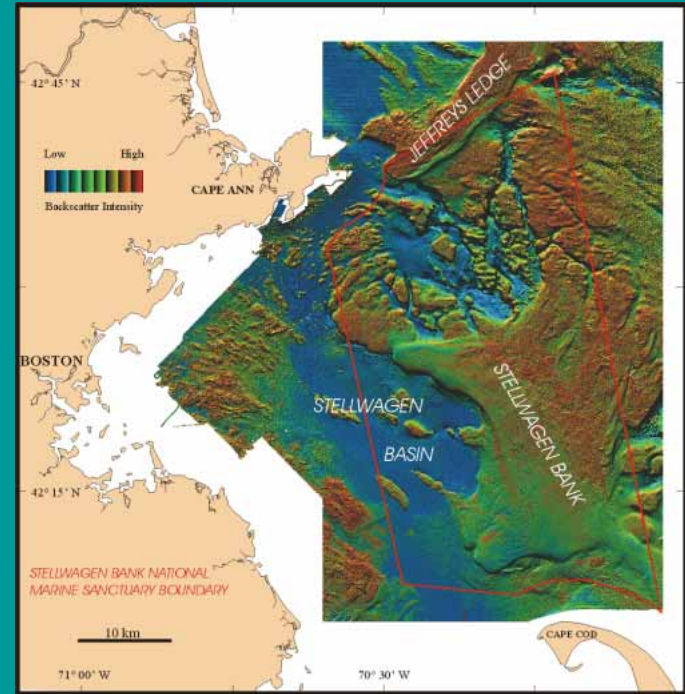 42° 45' N
JEFFREYS LEDGE
Low High
CAPE ANN
Backscatter Intensity
BOSTON
STELLWAGEN
BASIN
STELLWAGEN BANK
42° 15' N
STELLWAGEN BANK NATIONAL
MARINE SANCTUARY BOUNDARY
10 km
CAPE COD
71° 00' W
70° 30' W